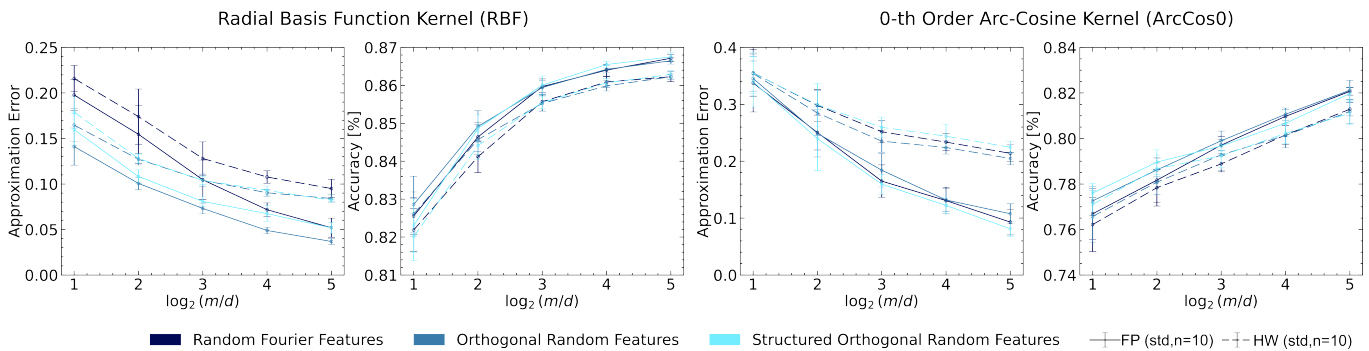 Radial Basis Function Kernel (RBF)
0-th Order Arc-Cosine Kernel (ArcCos0)
Approximation Error
0.25
0.20
0.15
0.10
0.05
0.00
1 2 3 4 5
log2 (m/d)
Accuracy [%]
0.87
0.86
0.85
0.84
0.83
0.82
0.81
1 2 3 4 5
log2 (m/d)
Approximation Error
0.4
0.3
0.2
0.1
0.0
1 2 3 4 5
log2 (m/d)
Accuracy [%]
0.84
0.82
0.80
0.78
0.76
0.74
1 2 3 4 5
log2 (m/d)
Random Fourier Features
Orthogonal Random Features
Structured Orthogonal Random Features
FP (std,n=10)
HW (std,n=10)